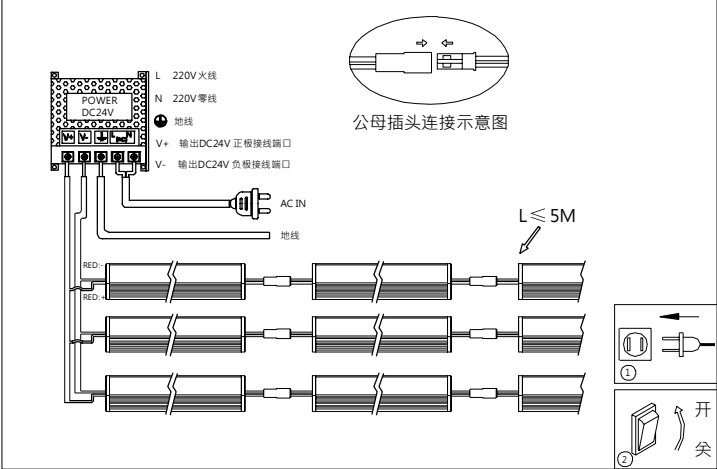 公母插头连接示意图
POWER
DC24V
V+ V- L N
AC
L 220V火线
N 220V零线
地线
V+ 输出DC24V 正极接线端口
V- 输出DC24V 负极接线端口
AC IN
地线
L≤5M
RED:-
RED:+
1
开
关
2